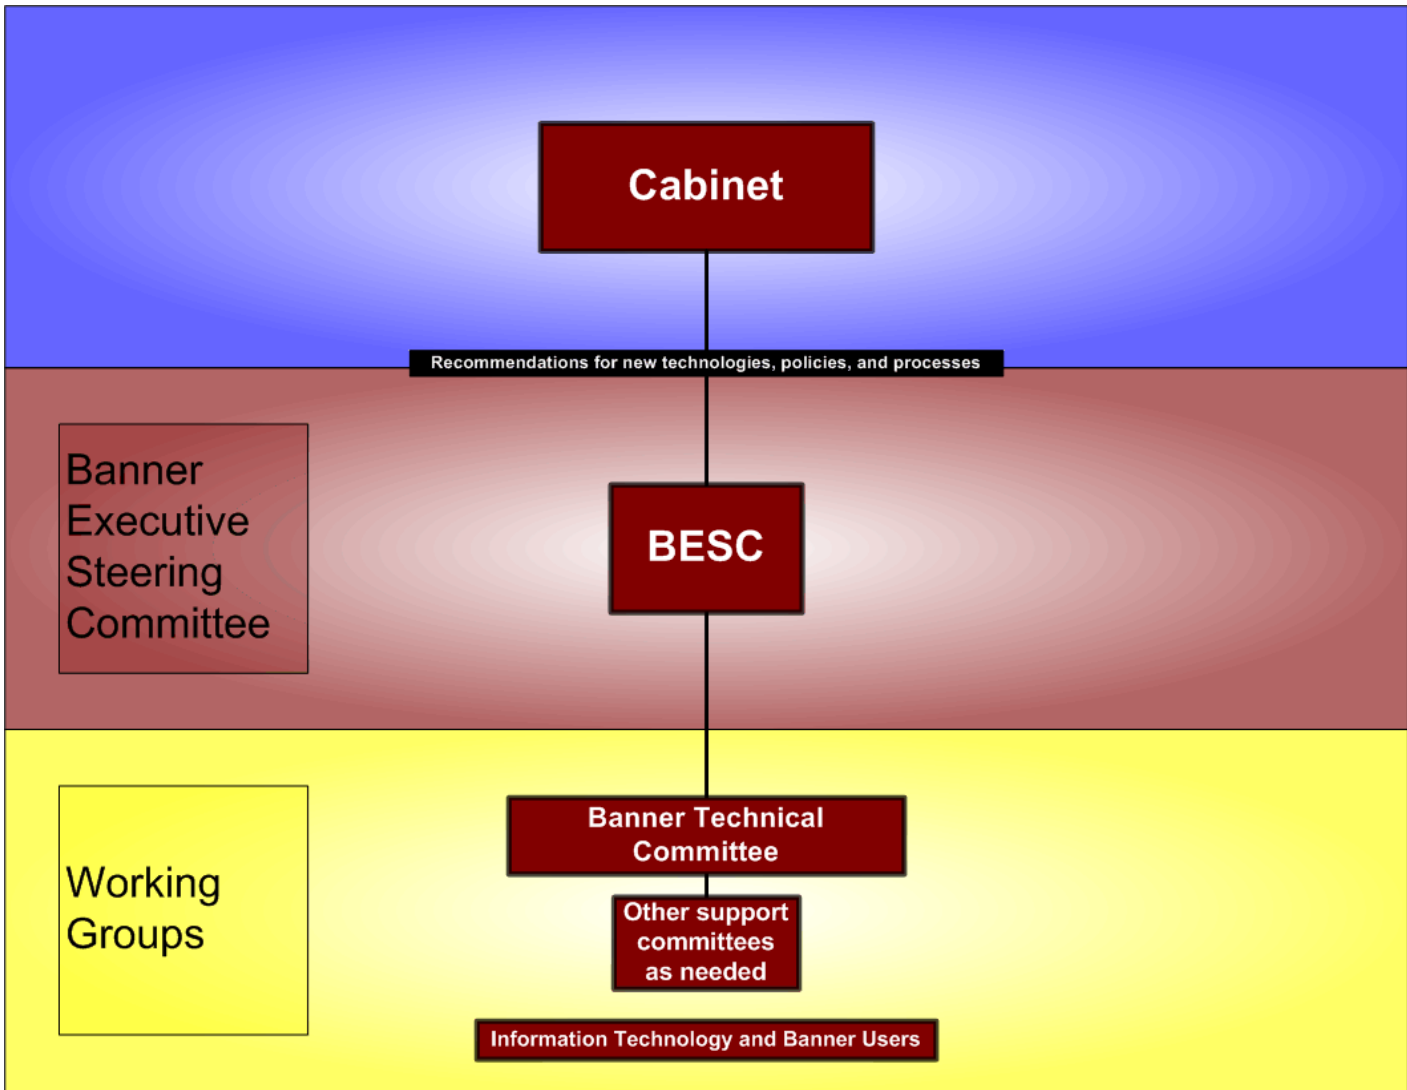 Cabinet
Recommendations for new technologies, policies, and processes
Banner
Executive
Steering
Committee
BESC
Working
Groups
Banner Technical
Committee
Other support
committees
as needed
Information Technology and Banner Users